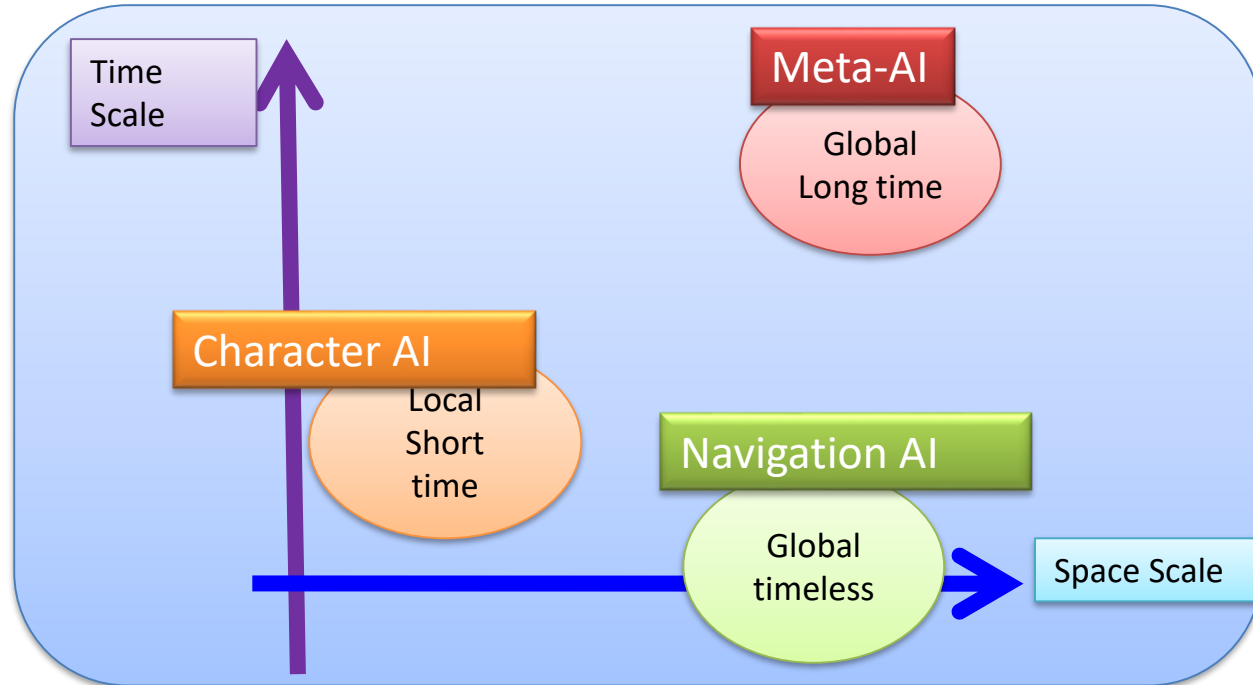 Time
Scale
Meta-AI
Global
Long time
Character AI
Local
Short
time
Navigation AI
Global
timeless
Space Scale